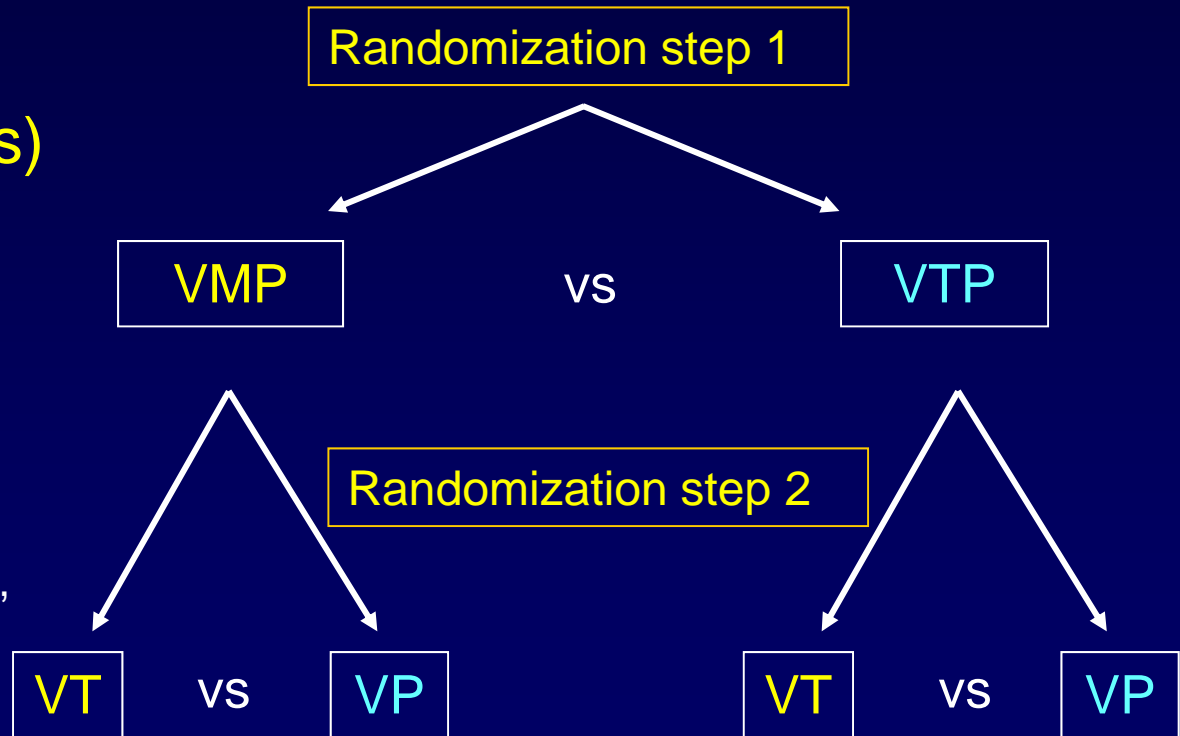 Randomization step 1
s)
VMP vs VTP
Randomization step 2
,
VT vs VP VT vs VP